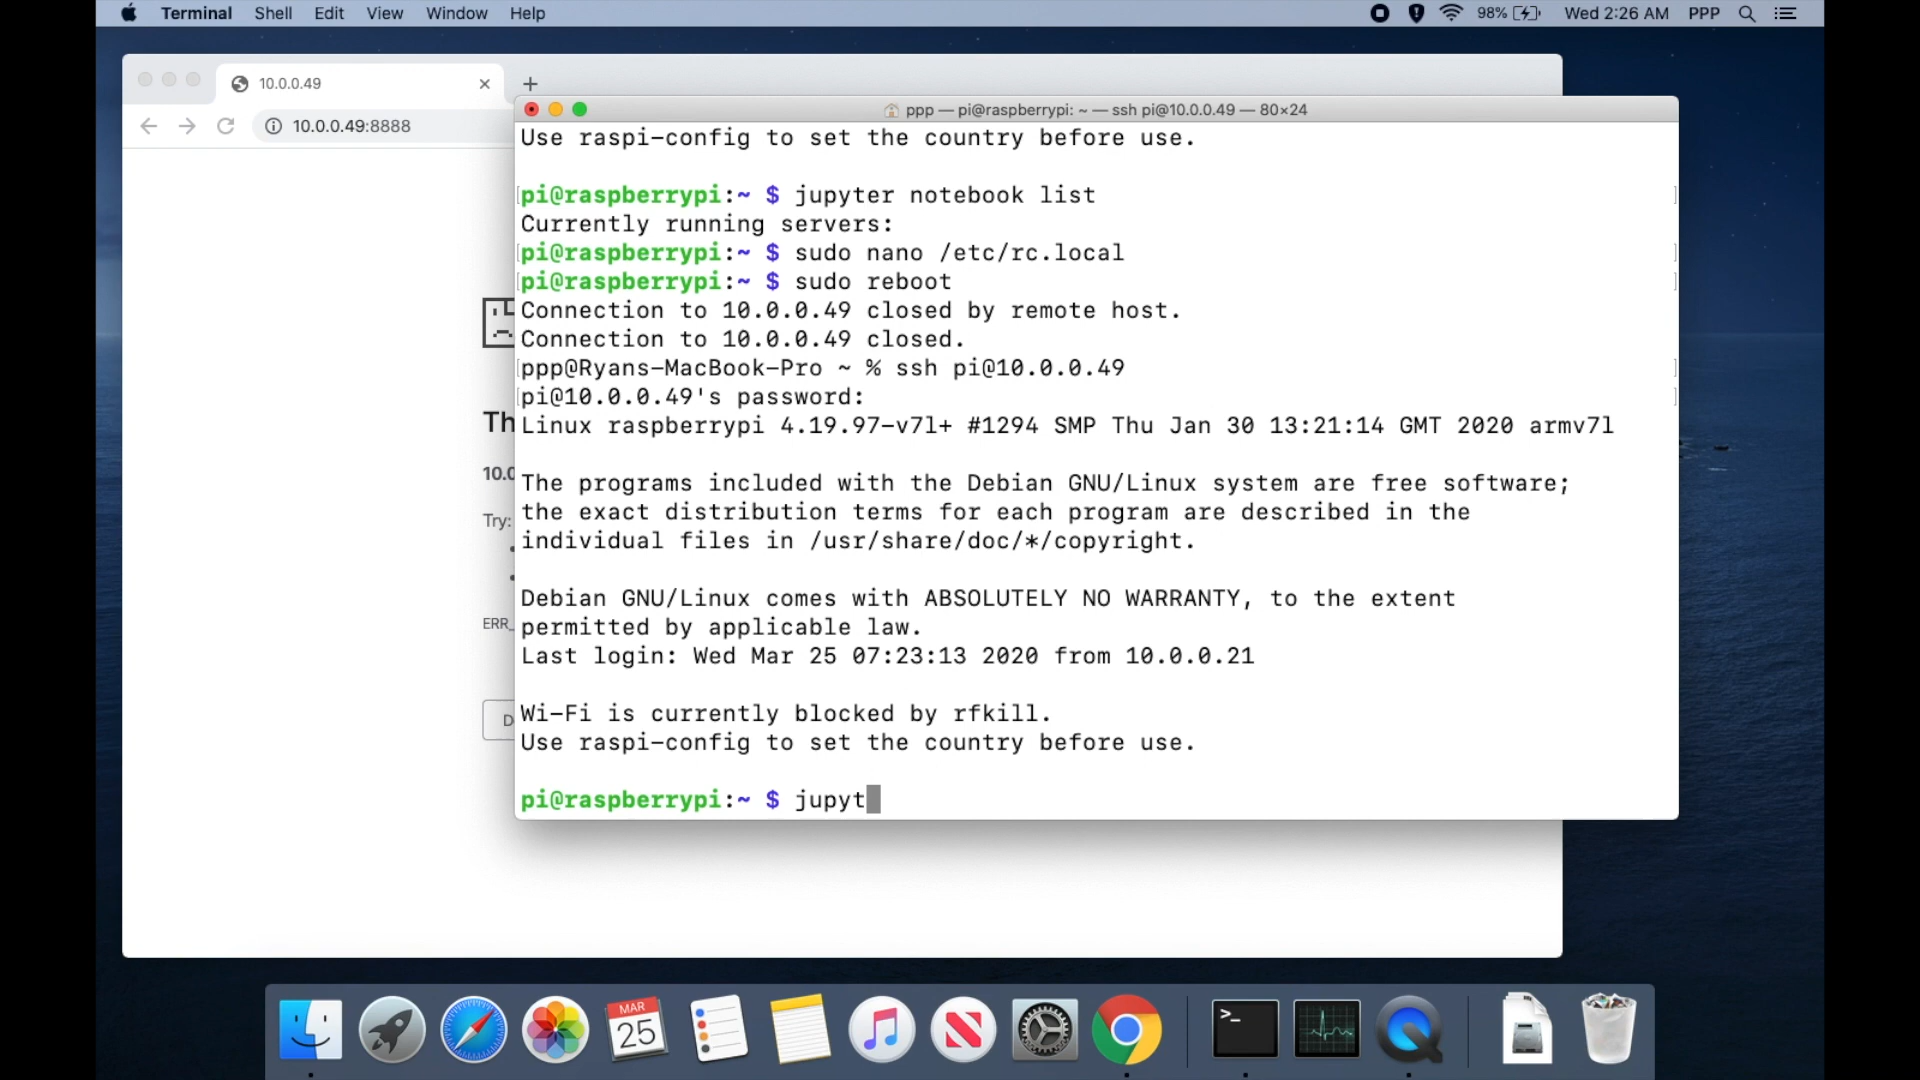 Terminal Shell Edit View Window Help
98% Wed 2:26 AM PPP
10.0.0.49
10.0.0.49:8888
ppp — pi@raspberrypi: ~ — ssh pi@10.0.0.49 — 80×24
Use raspi-config to set the country before use.
pi@raspberrypi:~ $ jupyter notebook list
Currently running servers:
pi@raspberrypi:~ $ sudo nano /etc/rc.local
pi@raspberrypi:~ $ sudo reboot
Connection to 10.0.0.49 closed by remote host.
Connection to 10.0.0.49 closed.
ppp@Ryans-MacBook-Pro ~ % ssh pi@10.0.0.49
pi@10.0.0.49's password:
Linux raspberrypi 4.19.97-v7l+ #1294 SMP Thu Jan 30 13:21:14 GMT 2020 armv7l
The programs included with the Debian GNU/Linux system are free software;
the exact distribution terms for each program are described in the
individual files in /usr/share/doc/*/copyright.
Debian GNU/Linux comes with ABSOLUTELY NO WARRANTY, to the extent
permitted by applicable law.
Last login: Wed Mar 25 07:23:13 2020 from 10.0.0.21
Wi-Fi is currently blocked by rfkill.
Use raspi-config to set the country before use.
pi@raspberrypi:~ $ jupyt
Th
10.0
Try:
ERR_
D
MAR
25
>_